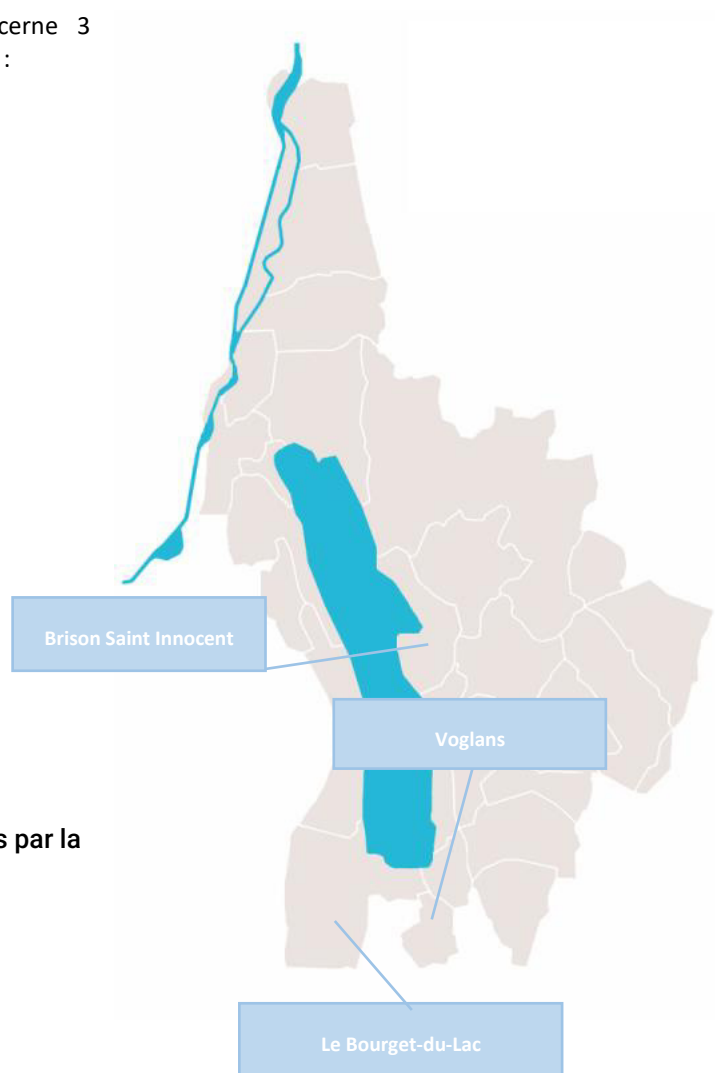 cerne 3
:
Brison Saint Innocent
Voglans
s par la
Le Bourget-du-Lac